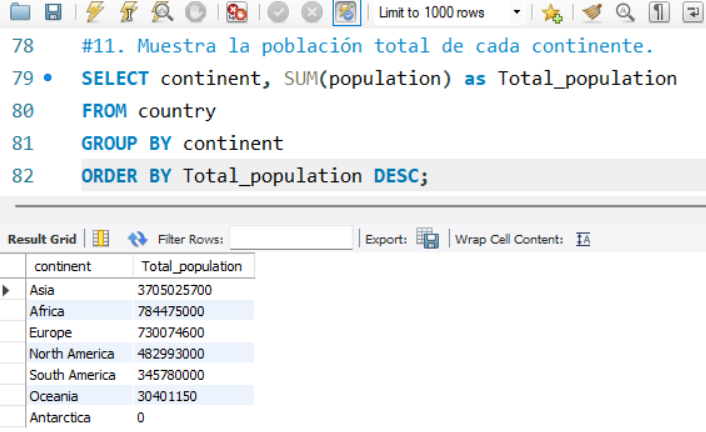 Limit to 1000 rows
78 #11. Muestra la población total de cada continente.
79 SELECT continent, SUM(population) as Total_population
80 FROM country
81 GROUP BY continent
82 ORDER BY Total_population DESC;
Result Grid Filter Rows: Export: Wrap Cell Content:
continent Total_population
Asia 3705025700
Africa 784475000
Europe 730074600
North America 482993000
South America 345780000
Oceania 30401150
Antarctica 0